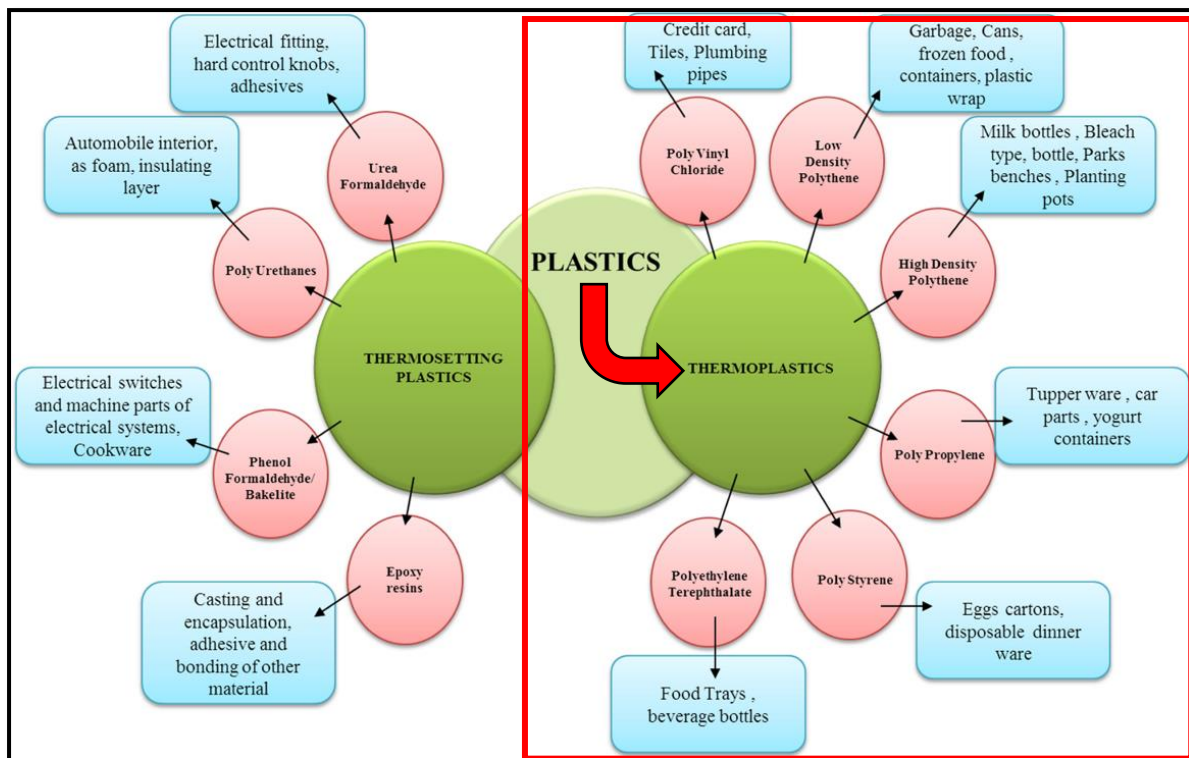 PLASTICS
THERMOSETTING
PLASTICS
Urea
Formaldehyde
Electrical fitting,
hard control knobs,
adhesives
Poly Urethanes
Automobile interior,
as foam, insulating
layer
Phenol
Formaldehyde/
Bakelite
Electrical switches
and machine parts of
electrical systems,
Cookware
Epoxy
resins
Casting and
encapsulation,
adhesive and
bonding of other
material
THERMOPLASTICS
Poly Vinyl
Chloride
Credit card,
Tiles, Plumbing
pipes
Low
Density
Polythene
Garbage, Cans,
frozen food ,
containers, plastic
wrap
High Density
Polythene
Milk bottles , Bleach
type, bottle, Parks
benches , Planting
pots
Poly Propylene
Tupper ware , car
parts , yogurt
containers
Poly Styrene
Eggs cartons,
disposable dinner
ware
Polyethylene
Terephthalate
Food Trays ,
beverage bottles